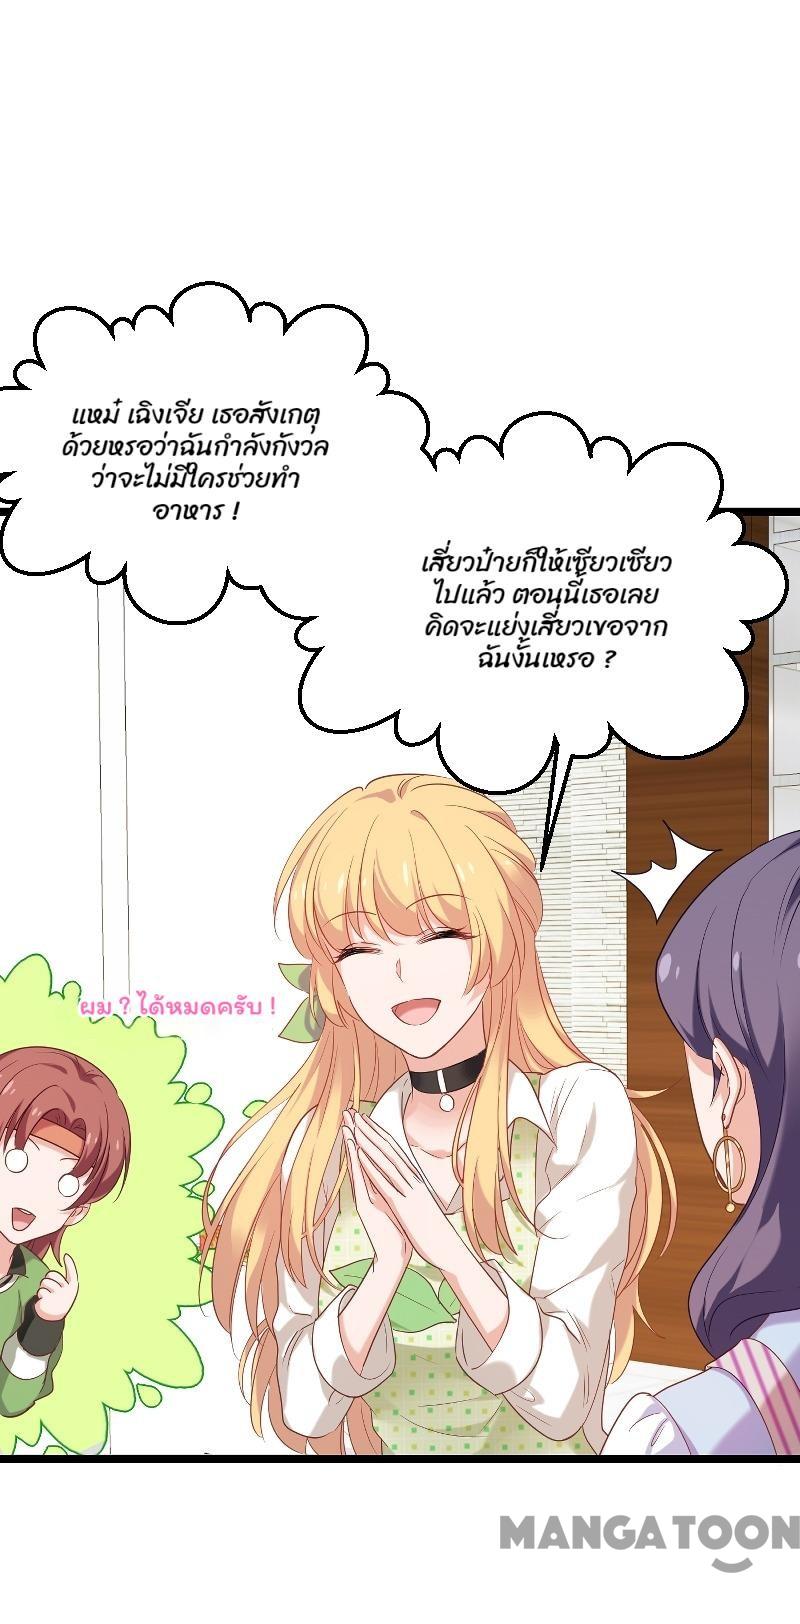 แหม๋ เฉิงเจีย เธอสังเกตุ
ด้วยหรอว่าฉันกำลังกังวล
ว่าจะไม่มีใครช่วยทำ
อาหาร !
เสี่ยวป๋ายก็ให้เซียวเซียว
ไปแล้ว ตอนนี้เธอเลย
คิดจะแย่งเสี่ยวเขอจาก
ฉันงั้นเหรอ ?
ผม ? ได้หมดครับ !
MANGATOON